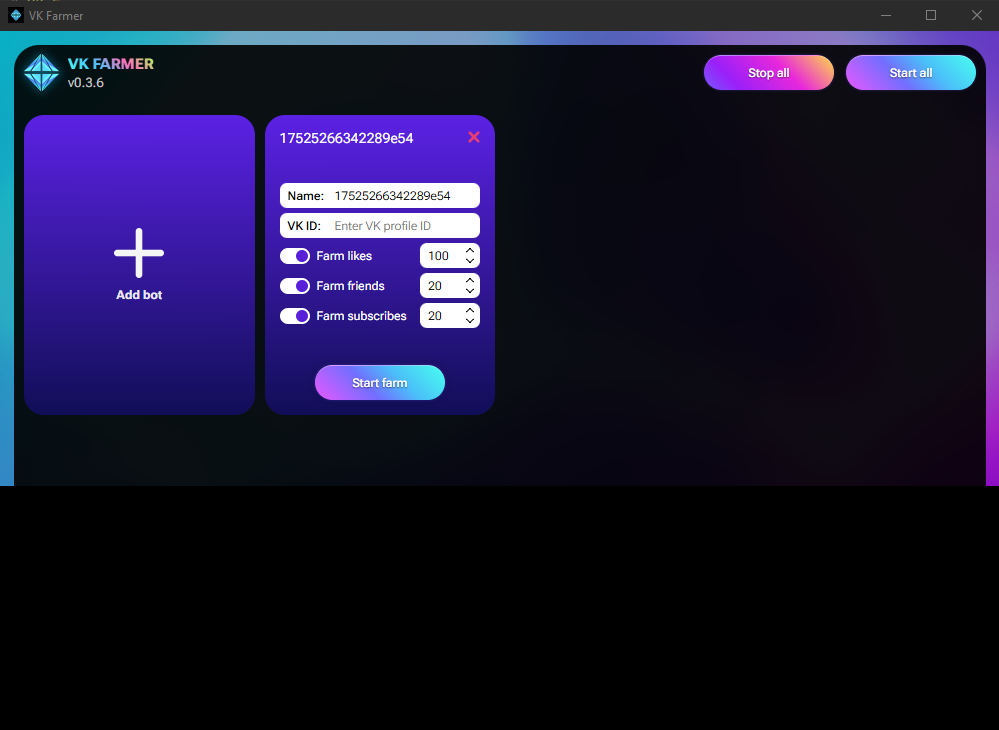 VK Farmer
VK FARMER
v0.3.6
Stop all
Start all
Add bot
17525266342289e54
Name: 17525266342289e54
VK ID: Enter VK profile ID
Farm likes 100
Farm friends 20
Farm subscribes 20
Start farm